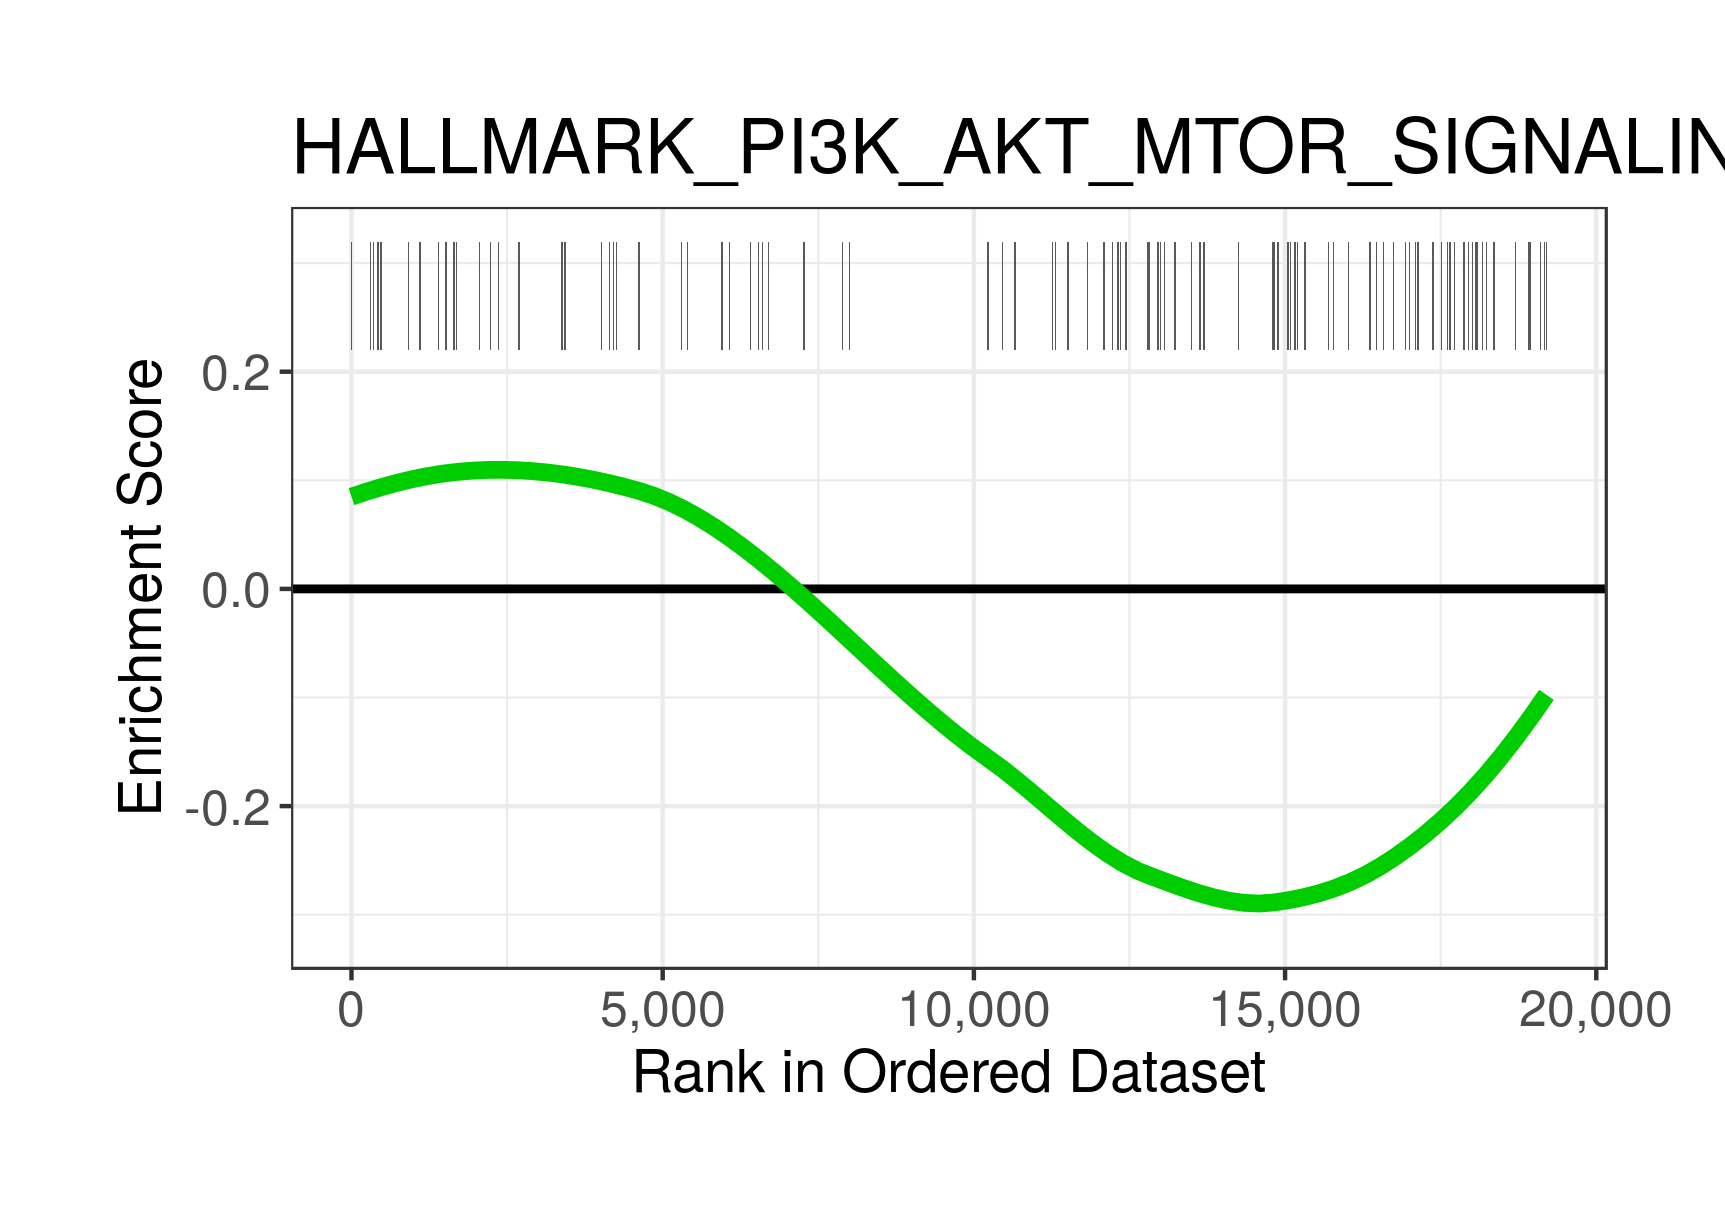 HALLMARK_PI3K_AKT_MTOR_SIGNALIN
Enrichment Score
0.2
0.0
-0.2
0 5,000 10,000 15,000 20,000
Rank in Ordered Dataset